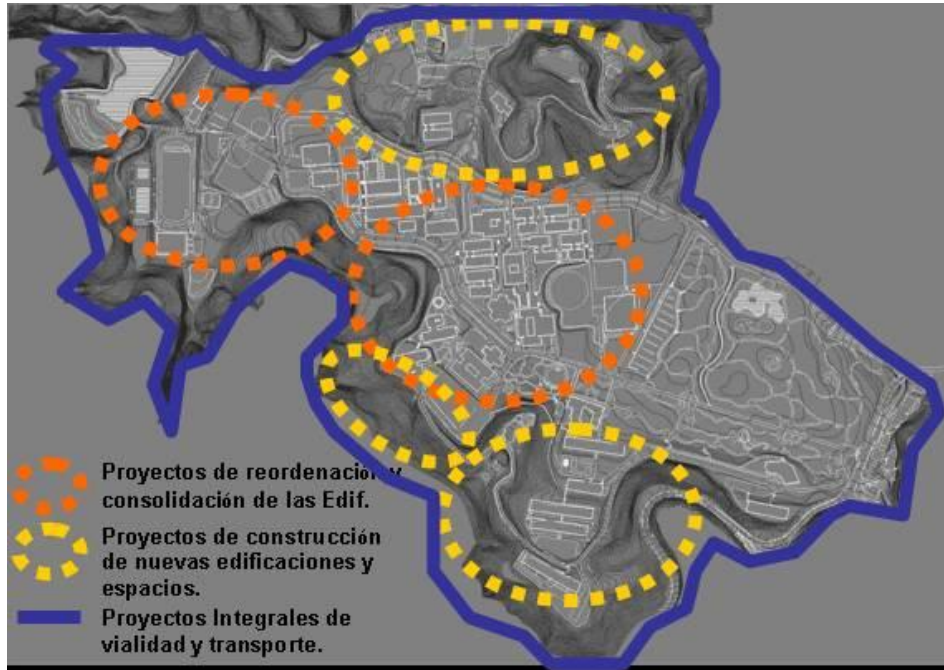 Proyectos de reordenación y
consolidación de las Edif.
Proyectos de construcción
de nuevas edificaciones y
espacios.
Proyectos Integrales de
vialidad y transporte.